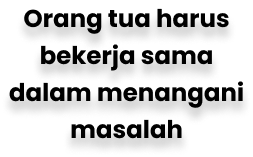 Orang tua harus
bekerja sama
dalam menangani
masalah